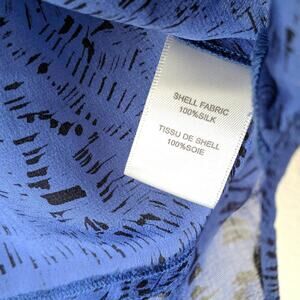 SHELL FABRIC
100%SILK
TISSU DE SHELL
100%SOIE